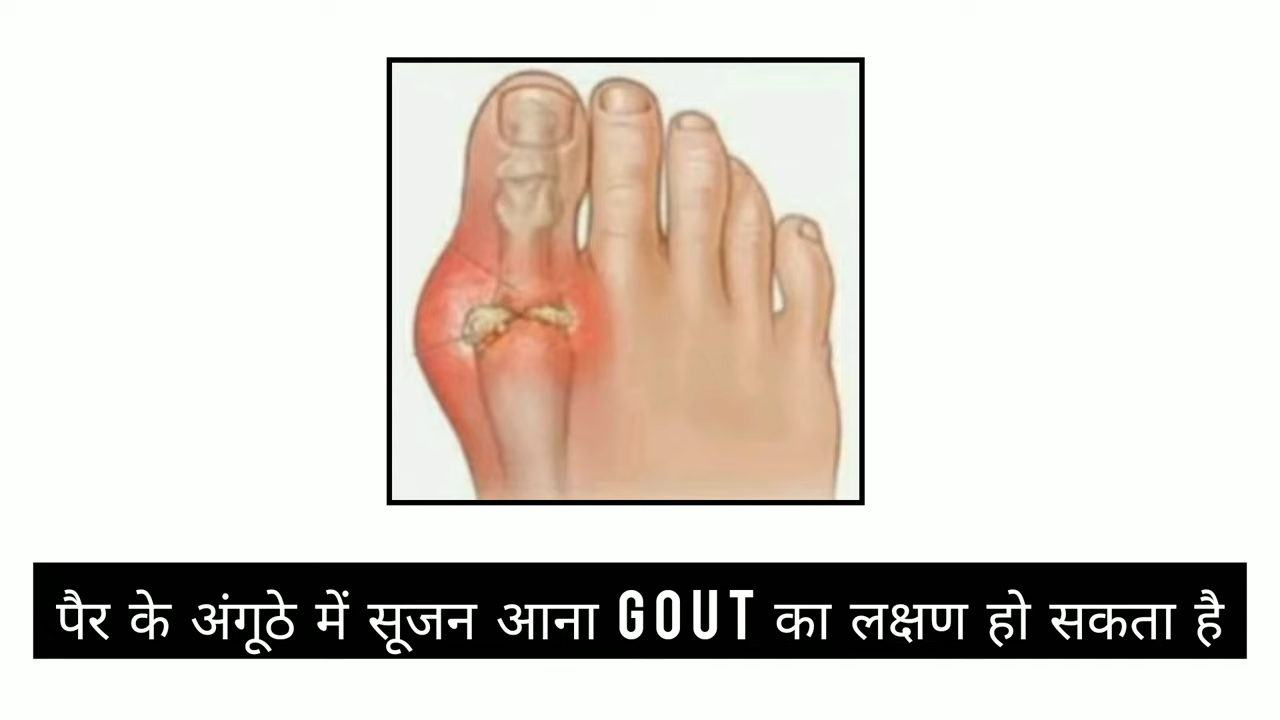 पैर के अंगूठे में सूजन आना GOUT का लक्षण हो सकता है